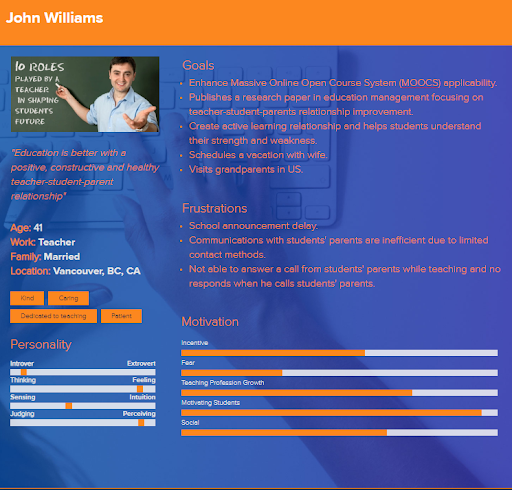 John Williams
10 ROLES
PLAYED BY A
TEACHER
IN SHAPING
STUDENTS
FUTURE
"Education is better with a
positive, constructive and healthy
teacher-student-parent
relationship"
Age: 41
Work: Teacher
Family: Married
Location: Vancouver, BC, CA
Kind Caring
Dedicated to teaching Patient
Personality
Introver Extrovert
Thinking Feeling
Sensing Intuition
Judging Perceiving
Goals
• Enhance Massive Online Open Course System (MOOCS) applicability.
• Publishes a research paper in education management focusing on
teacher-student-parents relationship improvement.
• Create active learning relationship and helps students understand
their strength and weakness.
• Schedules a vacation with wife.
• Visits grandparents in US.
Frustrations
• School announcement delay.
• Communications with students' parents are inefficient due to limited
contact methods.
• Not able to answer a call from students' parents while teaching and no
responds when he calls students' parents.
Motivation
Incentive
Fear
Teaching Profession Growth
Motivating Students
Social